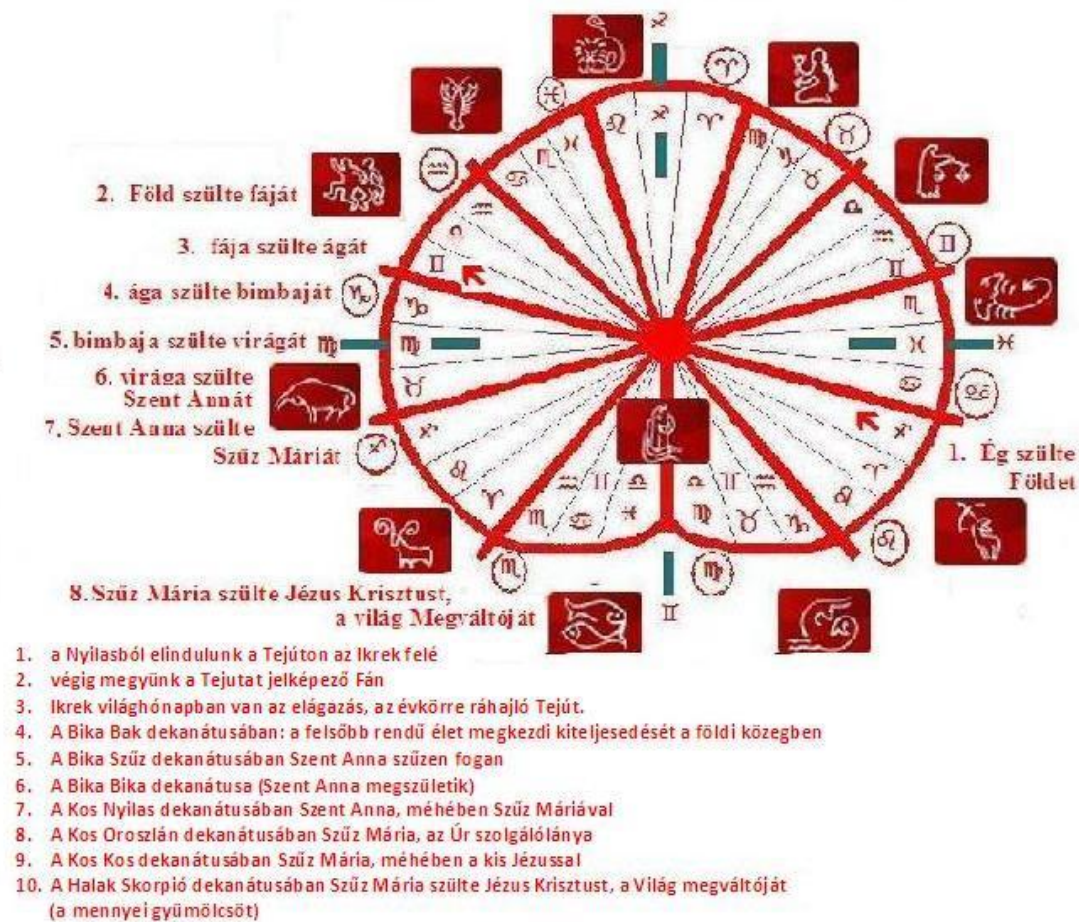 2. Föld szülte fáját
3. fája szülte ágát
4. ága szülte bimbaját
5. bimbaja szülte virágát
6. virága szülte
Szent Annát
7. Szent Anna szülte
Szűz Máriát
1. Ég szülte
Földet
8. Szűz Mária szülte Jézus Krisztust,
a világ Megváltóját
1. a Nyilasból elindulunk a Tejúton az Ikrek felé
2. végig megyünk a Tejutat jelképező Fán
3. Ikrek világhónapban van az elágazás, az évkörre ráhajló Tejút.
4. A Bika Bak dekanátusában: a felsőbb rendű élet megkezdi kiteljesedését a földi közegben
5. A Bika Szűz dekanátusában Szent Anna szűzen fogan
6. A Bika Bika dekanátusa (Szent Anna megszületik)
7. A Kos Nyilas dekanátusában Szent Anna, méhében Szűz Máriával
8. A Kos Oroszlán dekanátusában Szűz Mária, az Úr szolgálólánya
9. A Kos Kos dekanátusában Szűz Mária, méhében a kis Jézussal
10. A Halak Skorpió dekanátusában Szűz Mária szülte Jézus Krisztust, a Világ megváltóját
(a mennyei gyümölcsöt)